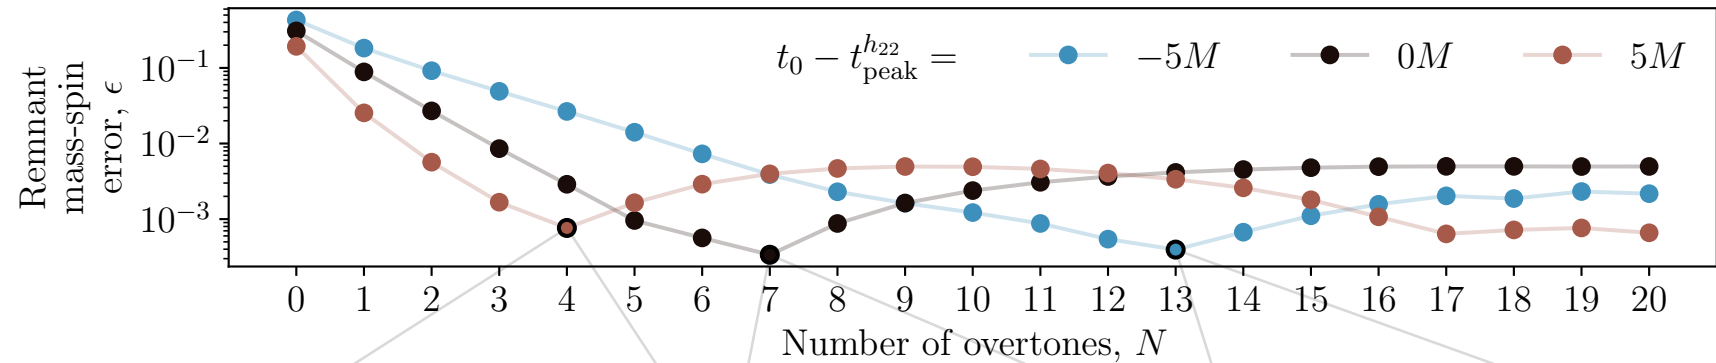 Remnant
mass-spin
error, ϵ
10⁻¹
10⁻²
10⁻³
t₀ − t_peak^{h₂₂} = −5M 0M 5M
0 1 2 3 4 5 6 7 8 9 10 11 12 13 14 15 16 17 18 19 20
Number of overtones, N